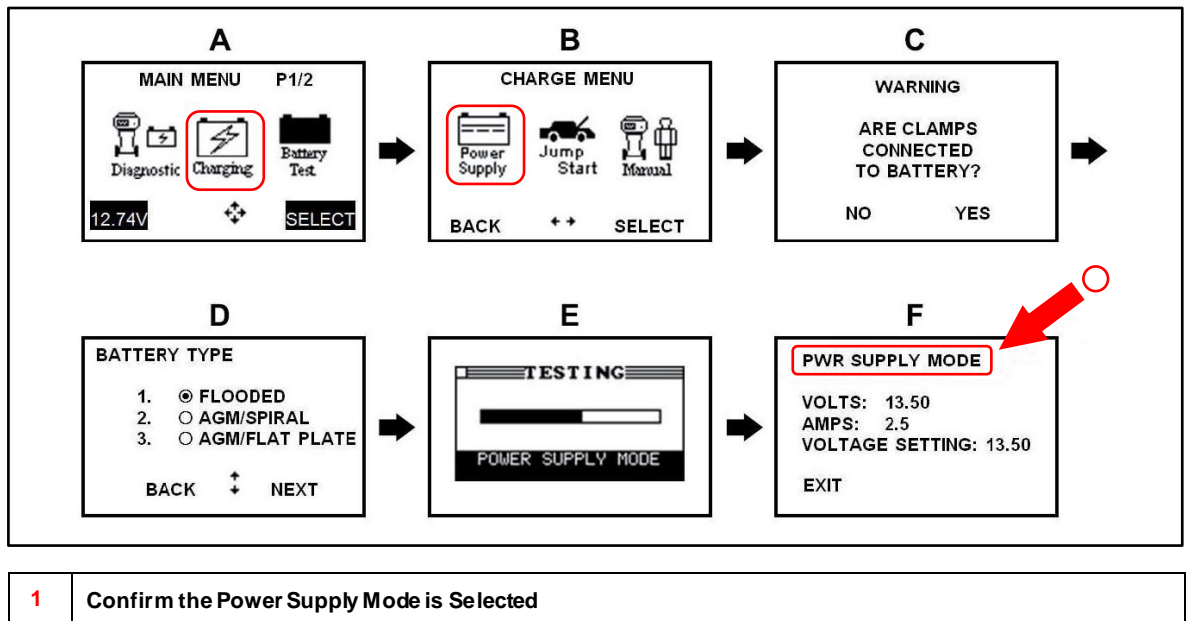 A
MAIN MENU P1/2
Diagnostic
Charging
Battery
Test
12.74V
SELECT
B
CHARGE MENU
Power
Supply
Jump
Start
Manual
BACK
SELECT
C
WARNING
ARE CLAMPS
CONNECTED
TO BATTERY?
NO YES
D
BATTERY TYPE
1. FLOODED
2. AGM/SPIRAL
3. AGM/FLAT PLATE
BACK NEXT
E
TESTING
POWER SUPPLY MODE
F
PWR SUPPLY MODE
VOLTS: 13.50
AMPS: 2.5
VOLTAGE SETTING: 13.50
EXIT
1 Confirm the Power Supply Mode is Selected